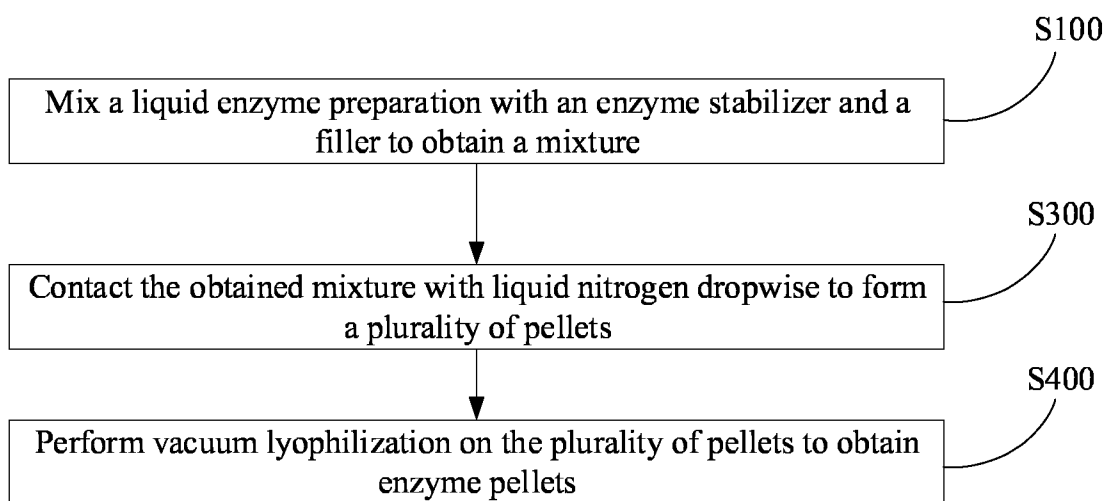 S100
Mix a liquid enzyme preparation with an enzyme stabilizer and a
filler to obtain a mixture
S300
Contact the obtained mixture with liquid nitrogen dropwise to form
a plurality of pellets
S400
Perform vacuum lyophilization on the plurality of pellets to obtain
enzyme pellets